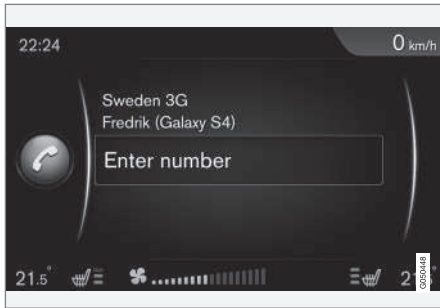 22:24
0 km/h
Sweden 3G
Fredrik (Galaxy S4)
Enter number
21.5°
G050448